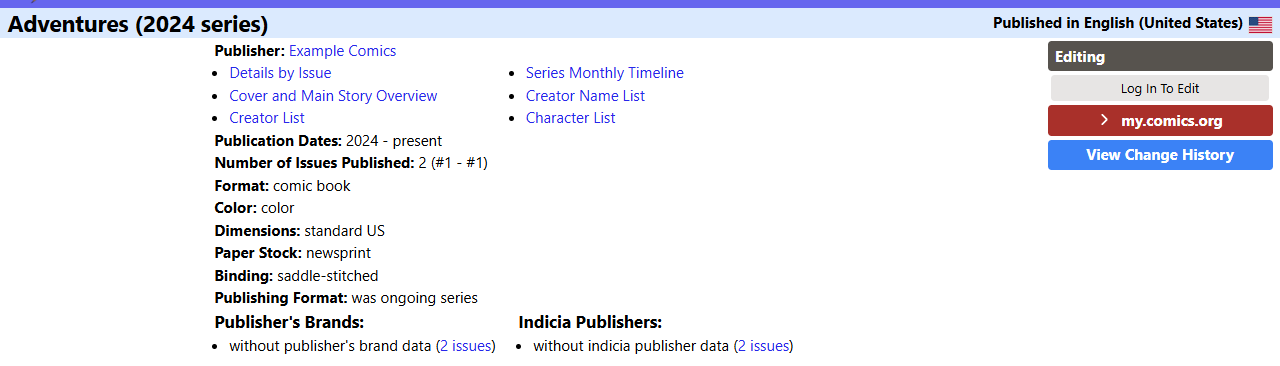 Adventures (2024 series)
Published in English (United States)
Publisher: Example Comics
Details by Issue
Series Monthly Timeline
Cover and Main Story Overview
Creator Name List
Creator List
Character List
Publication Dates: 2024 - present
Number of Issues Published: 2 (#1 - #1)
Format: comic book
Color: color
Dimensions: standard US
Paper Stock: newsprint
Binding: saddle-stitched
Publishing Format: was ongoing series
Publisher's Brands:
without publisher's brand data (2 issues)
Indicia Publishers:
without indicia publisher data (2 issues)
Editing
Log In To Edit
my.comics.org
View Change History